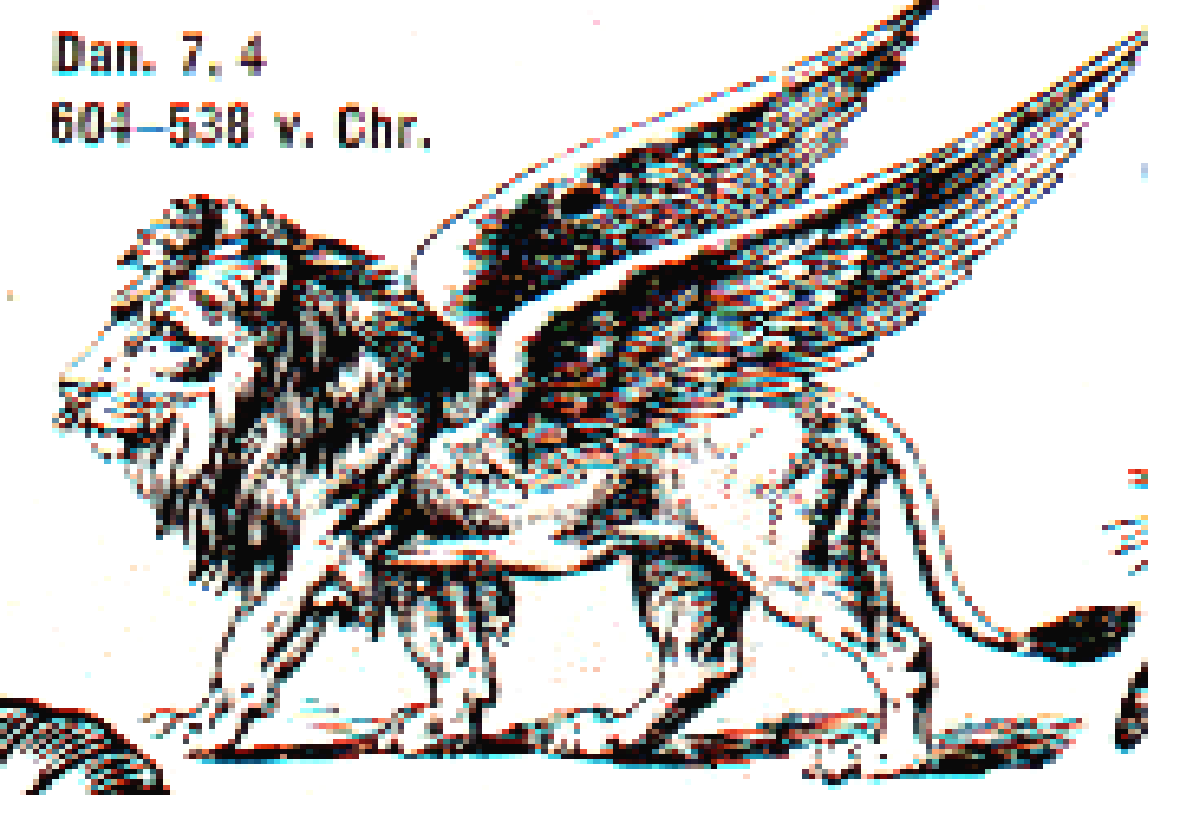 Dan. 7, 4
604–538 v. Chr.